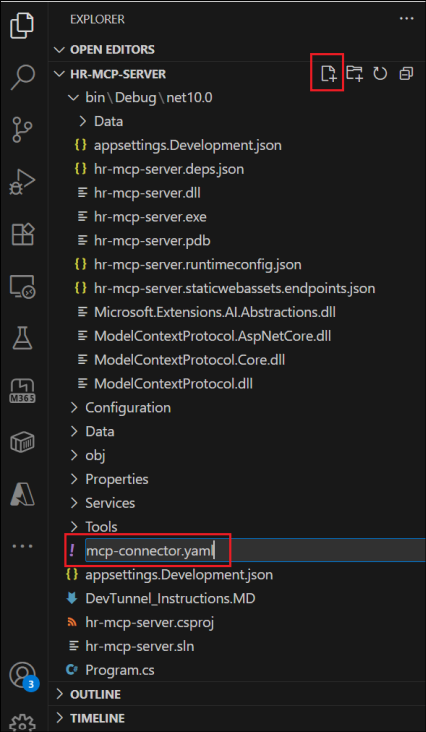 EXPLORER
OPEN EDITORS
HR-MCP-SERVER
bin\Debug\net10.0
Data
{} appsettings.Development.json
{} hr-mcp-server.deps.json
hr-mcp-server.dll
hr-mcp-server.exe
hr-mcp-server.pdb
{} hr-mcp-server.runtimeconfig.json
{} hr-mcp-server.staticwebassets.endpoints.json
Microsoft.Extensions.AI.Abstractions.dll
ModelContextProtocol.AspNetCore.dll
ModelContextProtocol.Core.dll
ModelContextProtocol.dll
M365
Configuration
Data
obj
Properties
Services
Tools
! mcp-connector.yaml
{} appsettings.Development.json
DevTunnel_Instructions.MD
hr-mcp-server.csproj
hr-mcp-server.sln
C# Program.cs
3
OUTLINE
TIMELINE